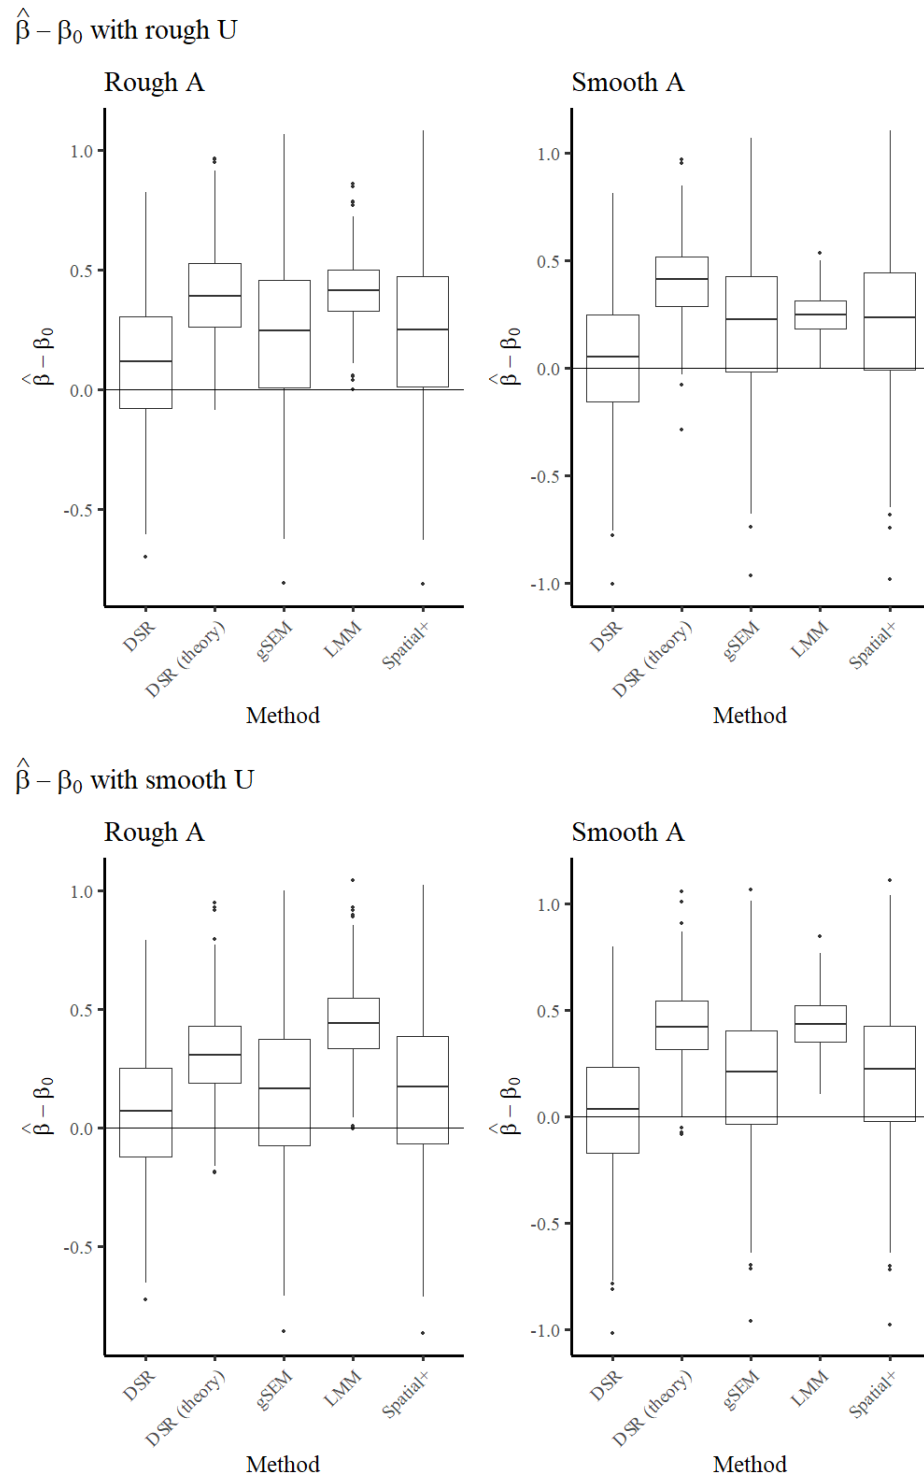 β̂ – β₀ with rough U
Rough A
β̂ – β₀
1.0
0.5
0.0
-0.5
DSR
DSR (theory)
gSEM
LMM
Spatial+
Method
Smooth A
β̂ – β₀
1.0
0.5
0.0
-0.5
-1.0
DSR
DSR (theory)
gSEM
LMM
Spatial+
Method
β̂ – β₀ with smooth U
Rough A
β̂ – β₀
1.0
0.5
0.0
-0.5
DSR
DSR (theory)
gSEM
LMM
Spatial+
Method
Smooth A
β̂ – β₀
1.0
0.5
0.0
-0.5
-1.0
DSR
DSR (theory)
gSEM
LMM
Spatial+
Method